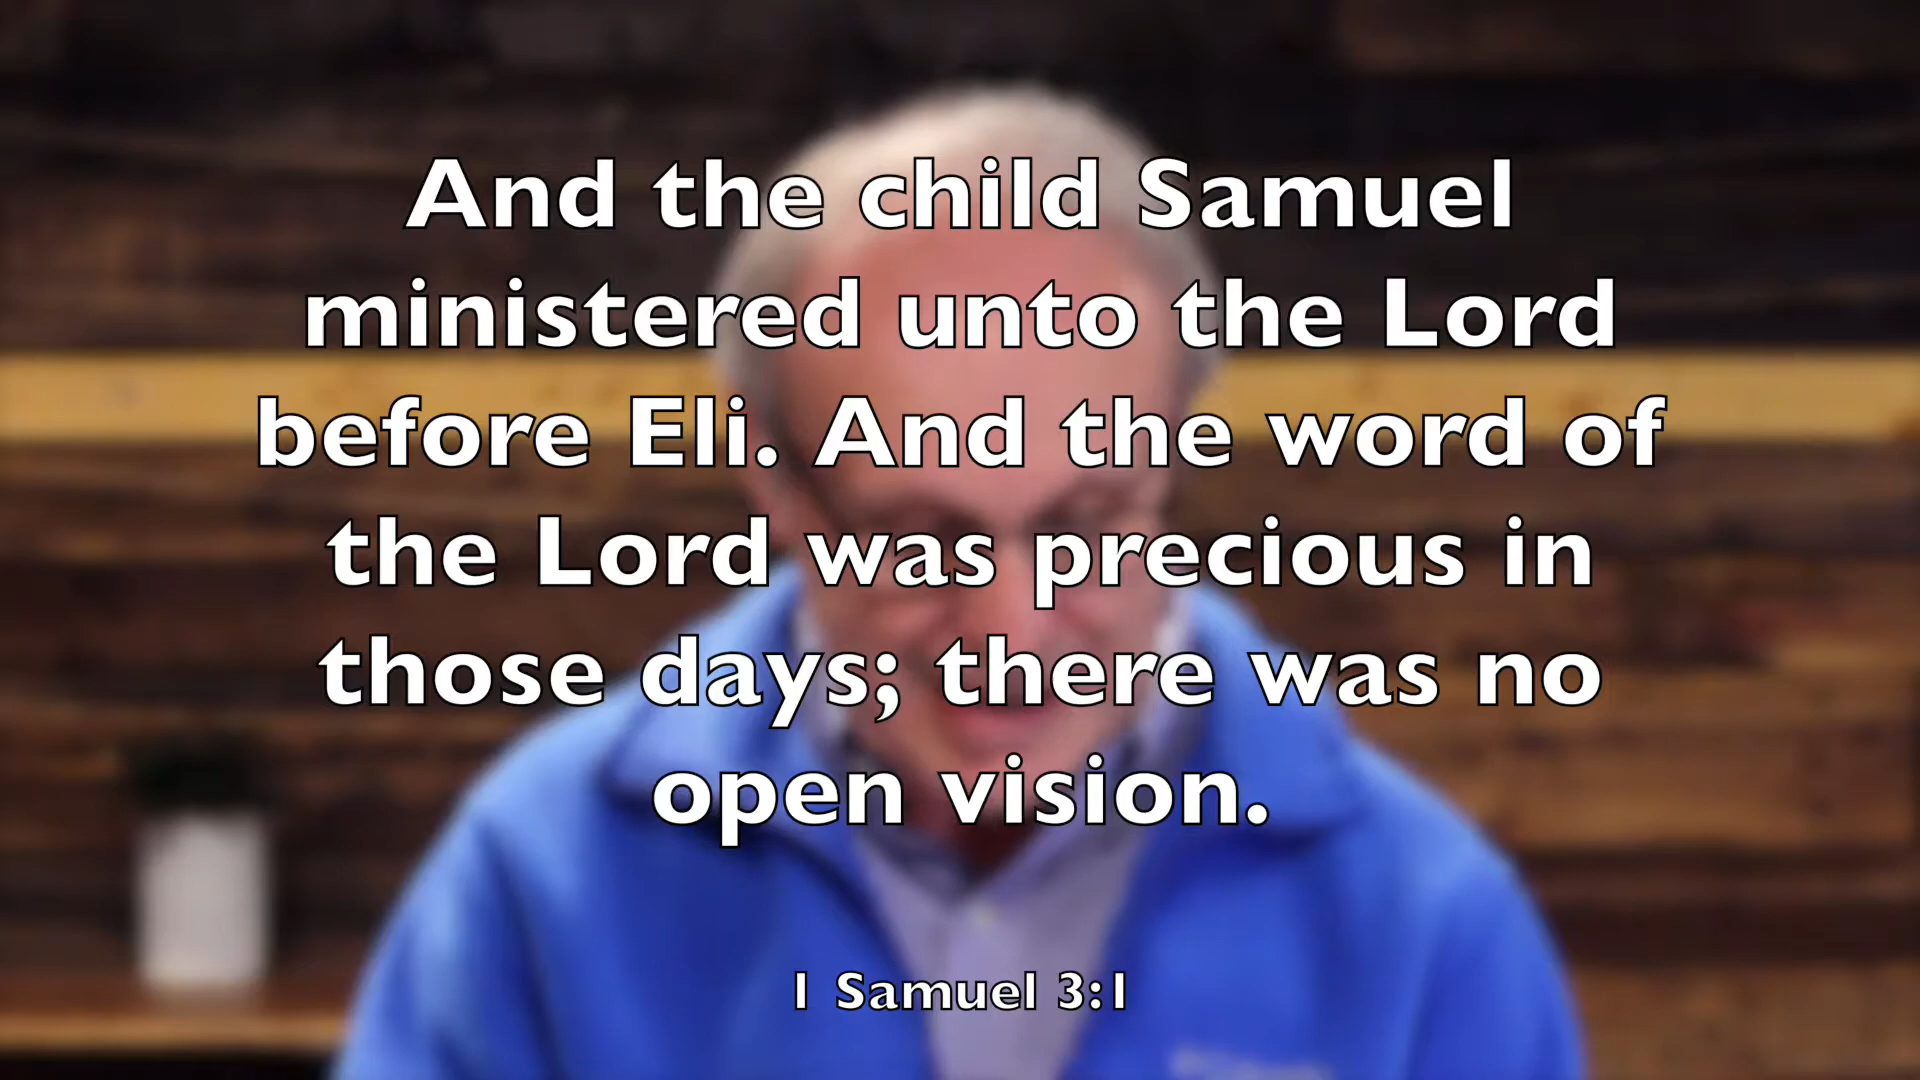 And the child Samuel
ministered unto the Lord
before Eli. And the word of
the Lord was precious in
those days; there was no
open vision.
1 Samuel 3:1